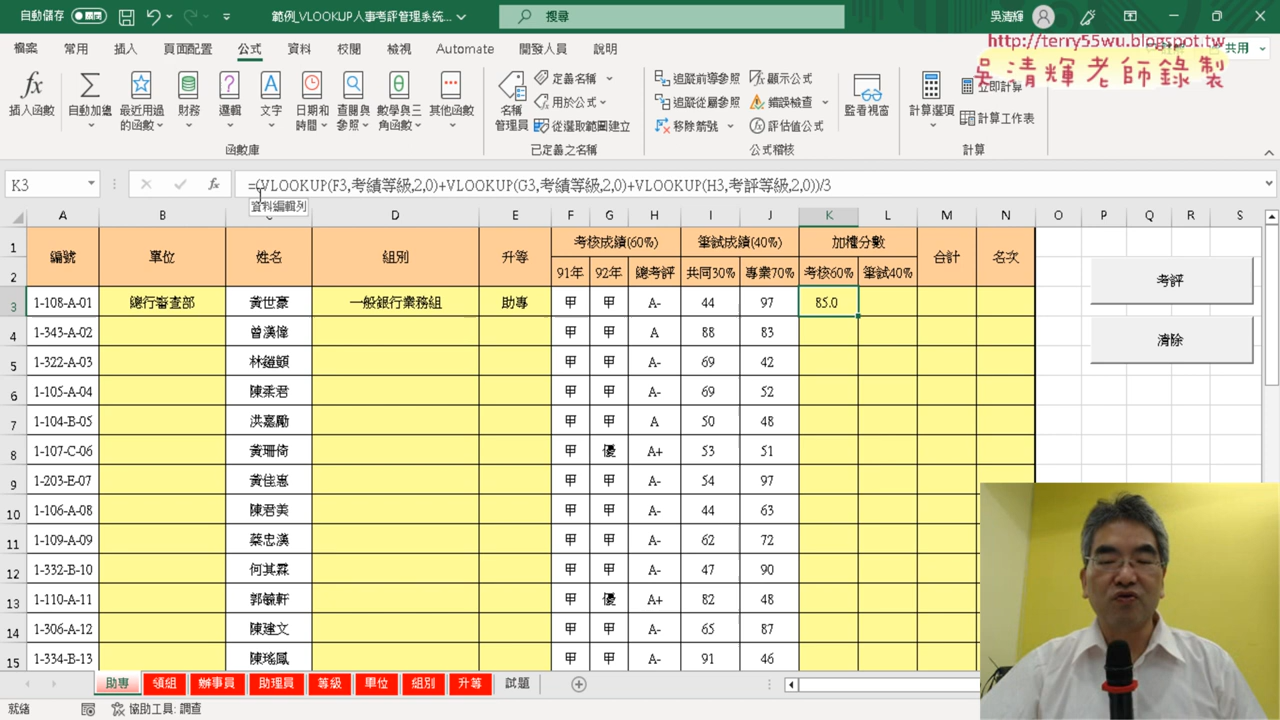 自動儲存
範例_VLOOKUP人事考評管理系統...
搜尋
吳清輝
http://terry55wu.blogspot.tw
吳清輝老師錄製
檔案 常用 插入 頁面配置 公式 資料 校閱 檢視 Automate 開發人員 說明 共用
插入函數 自動加總 最近用過的函數 財務 邏輯 文字 日期和時間 查閱與參照 數學與三角函數 其他函數
名稱管理員 定義名稱 用於公式 從選取範圍建立
追蹤前導參照 追蹤從屬參照 移除箭號 顯示公式 錯誤檢查 評估值公式 監看視窗
計算選項 立即計算 計算工作表
函數庫 已定義之名稱 公式稽核 計算
K3 fx =(VLOOKUP(F3,考績等級,2,0)+VLOOKUP(G3,考績等級,2,0)+VLOOKUP(H3,考評等級,2,0))/3
資料編輯列
A B C D E F G H I J K L M N O P Q R S
1 編號 單位 姓名 組別 升等 考核成績(60%) 筆試成績(40%) 加權分數 合計 名次
2 91年 92年 總考評 共同30% 專業70% 考核60% 筆試40%
考評
清除
3 1-108-A-01 總行審查部 黃世豪 一般銀行業務組 助專 甲 甲 A- 44 97 85.0
4 1-343-A-02 曾漢偉 甲 甲 A 88 83
5 1-322-A-03 林鎧顗 甲 甲 A- 69 42
6 1-105-A-04 陳柔君 甲 甲 A- 69 52
7 1-104-B-05 洪嘉勵 甲 甲 A 50 48
8 1-107-C-06 黃珊倚 甲 優 A+ 53 51
9 1-203-E-07 黃佳惠 甲 甲 A- 54 97
10 1-106-A-08 陳君美 甲 甲 A- 44 63
11 1-109-A-09 蔡忠漢 甲 甲 A- 62 72
12 1-332-B-10 何其霖 甲 甲 A- 47 90
13 1-110-A-11 郭毓軒 甲 優 A+ 82 48
14 1-306-A-12 陳建文 甲 甲 A- 65 87
15 1-334-B-13 陳瑤鳳 甲 甲 A- 91 46
助專 領組 辦事員 助理員 等級 單位 組別 升等 試題
就緒 協助工具: 調查